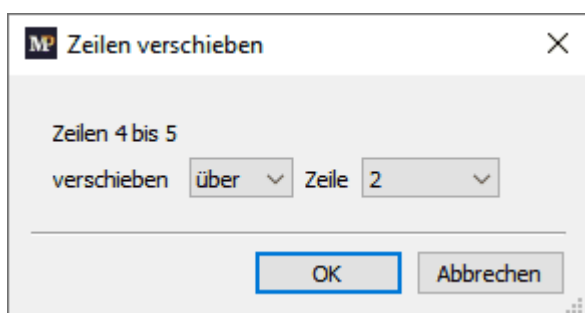 MP Zeilen verschieben
Zeilen 4 bis 5
verschieben über Zeile 2
OK Abbrechen